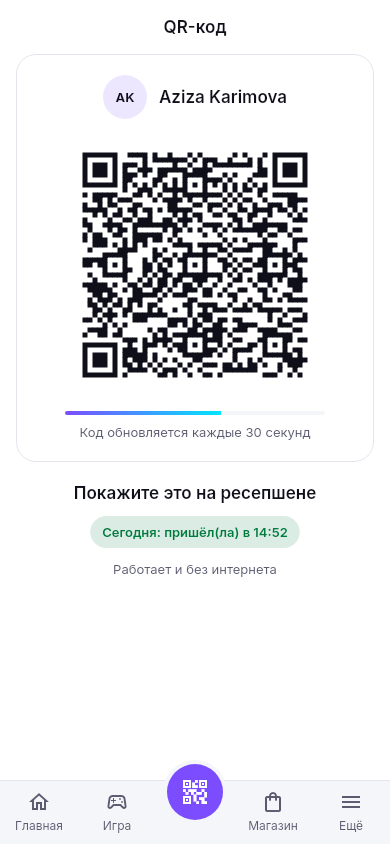 QR-код
AK
Aziza Karimova
Код обновляется каждые 30 секунд
Покажите это на ресепшене
Сегодня: пришёл(ла) в 14:52
Работает и без интернета
Главная
Игра
Магазин
Ещё